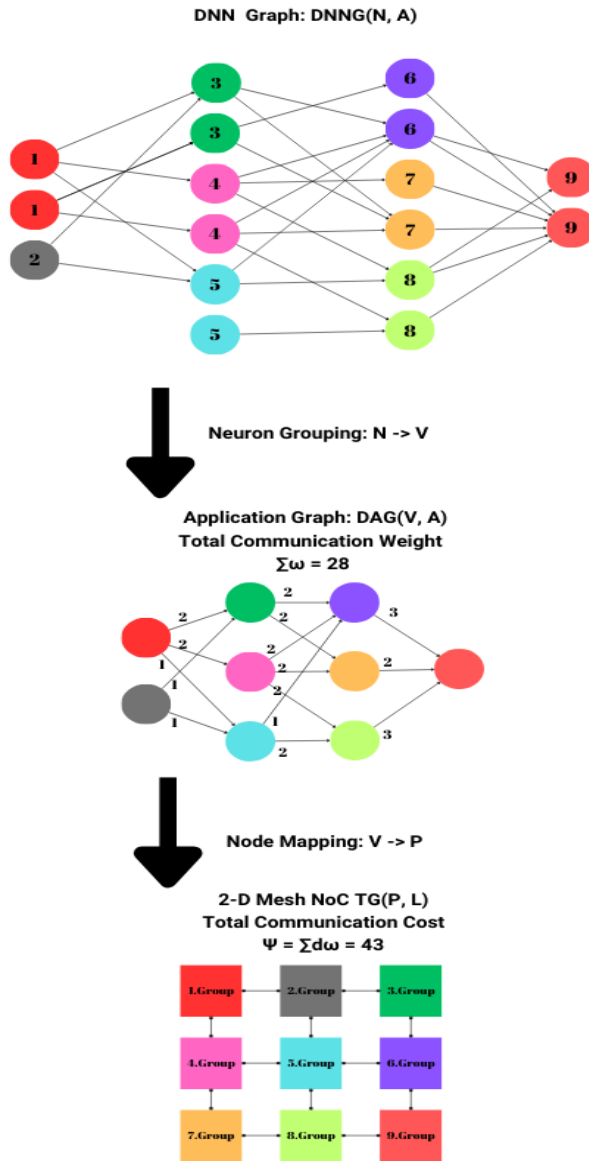 DNN Graph: DNNG(N, A)
3
6
3
6
1
4
7
9
1
4
7
9
2
5
8
5
8
Neuron Grouping: N -> V
Application Graph: DAG(V, A)
Total Communication Weight
∑ω = 28
2
2
3
2
2
2
1
1
2
2
2
1
1
2
3
Node Mapping: V -> P
2-D Mesh NoC TG(P, L)
Total Communication Cost
Ψ = ∑dω = 43
1.Group 2.Group 3.Group
4.Group 5.Group 6.Group
7.Group 8.Group 9.Group